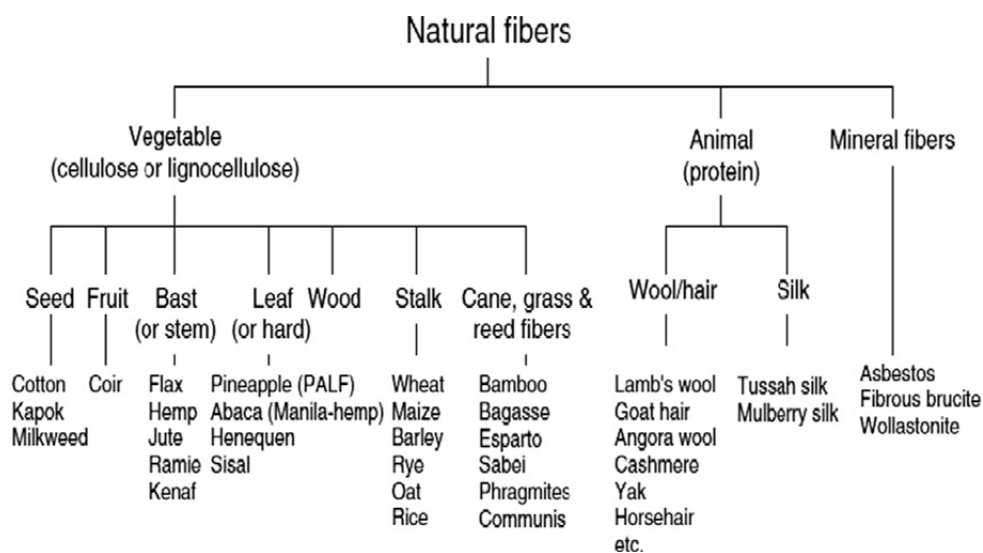 Natural fibers
Vegetable
(cellulose or lignocellulose)
Animal
(protein)
Mineral fibers
Seed
Fruit
Bast
(or stem)
Leaf
(or hard)
Wood
Stalk
Cane, grass &
reed fibers
Wool/hair
Silk
Cotton
Kapok
Milkweed
Coir
Flax
Hemp
Jute
Ramie
Kenaf
Pineapple (PALF)
Abaca (Manila-hemp)
Henequen
Sisal
Wheat
Maize
Barley
Rye
Oat
Rice
Bamboo
Bagasse
Esparto
Sabei
Phragmites
Communis
Lamb's wool
Goat hair
Angora wool
Cashmere
Yak
Horsehair
etc.
Tussah silk
Mulberry silk
Asbestos
Fibrous brucite
Wollastonite